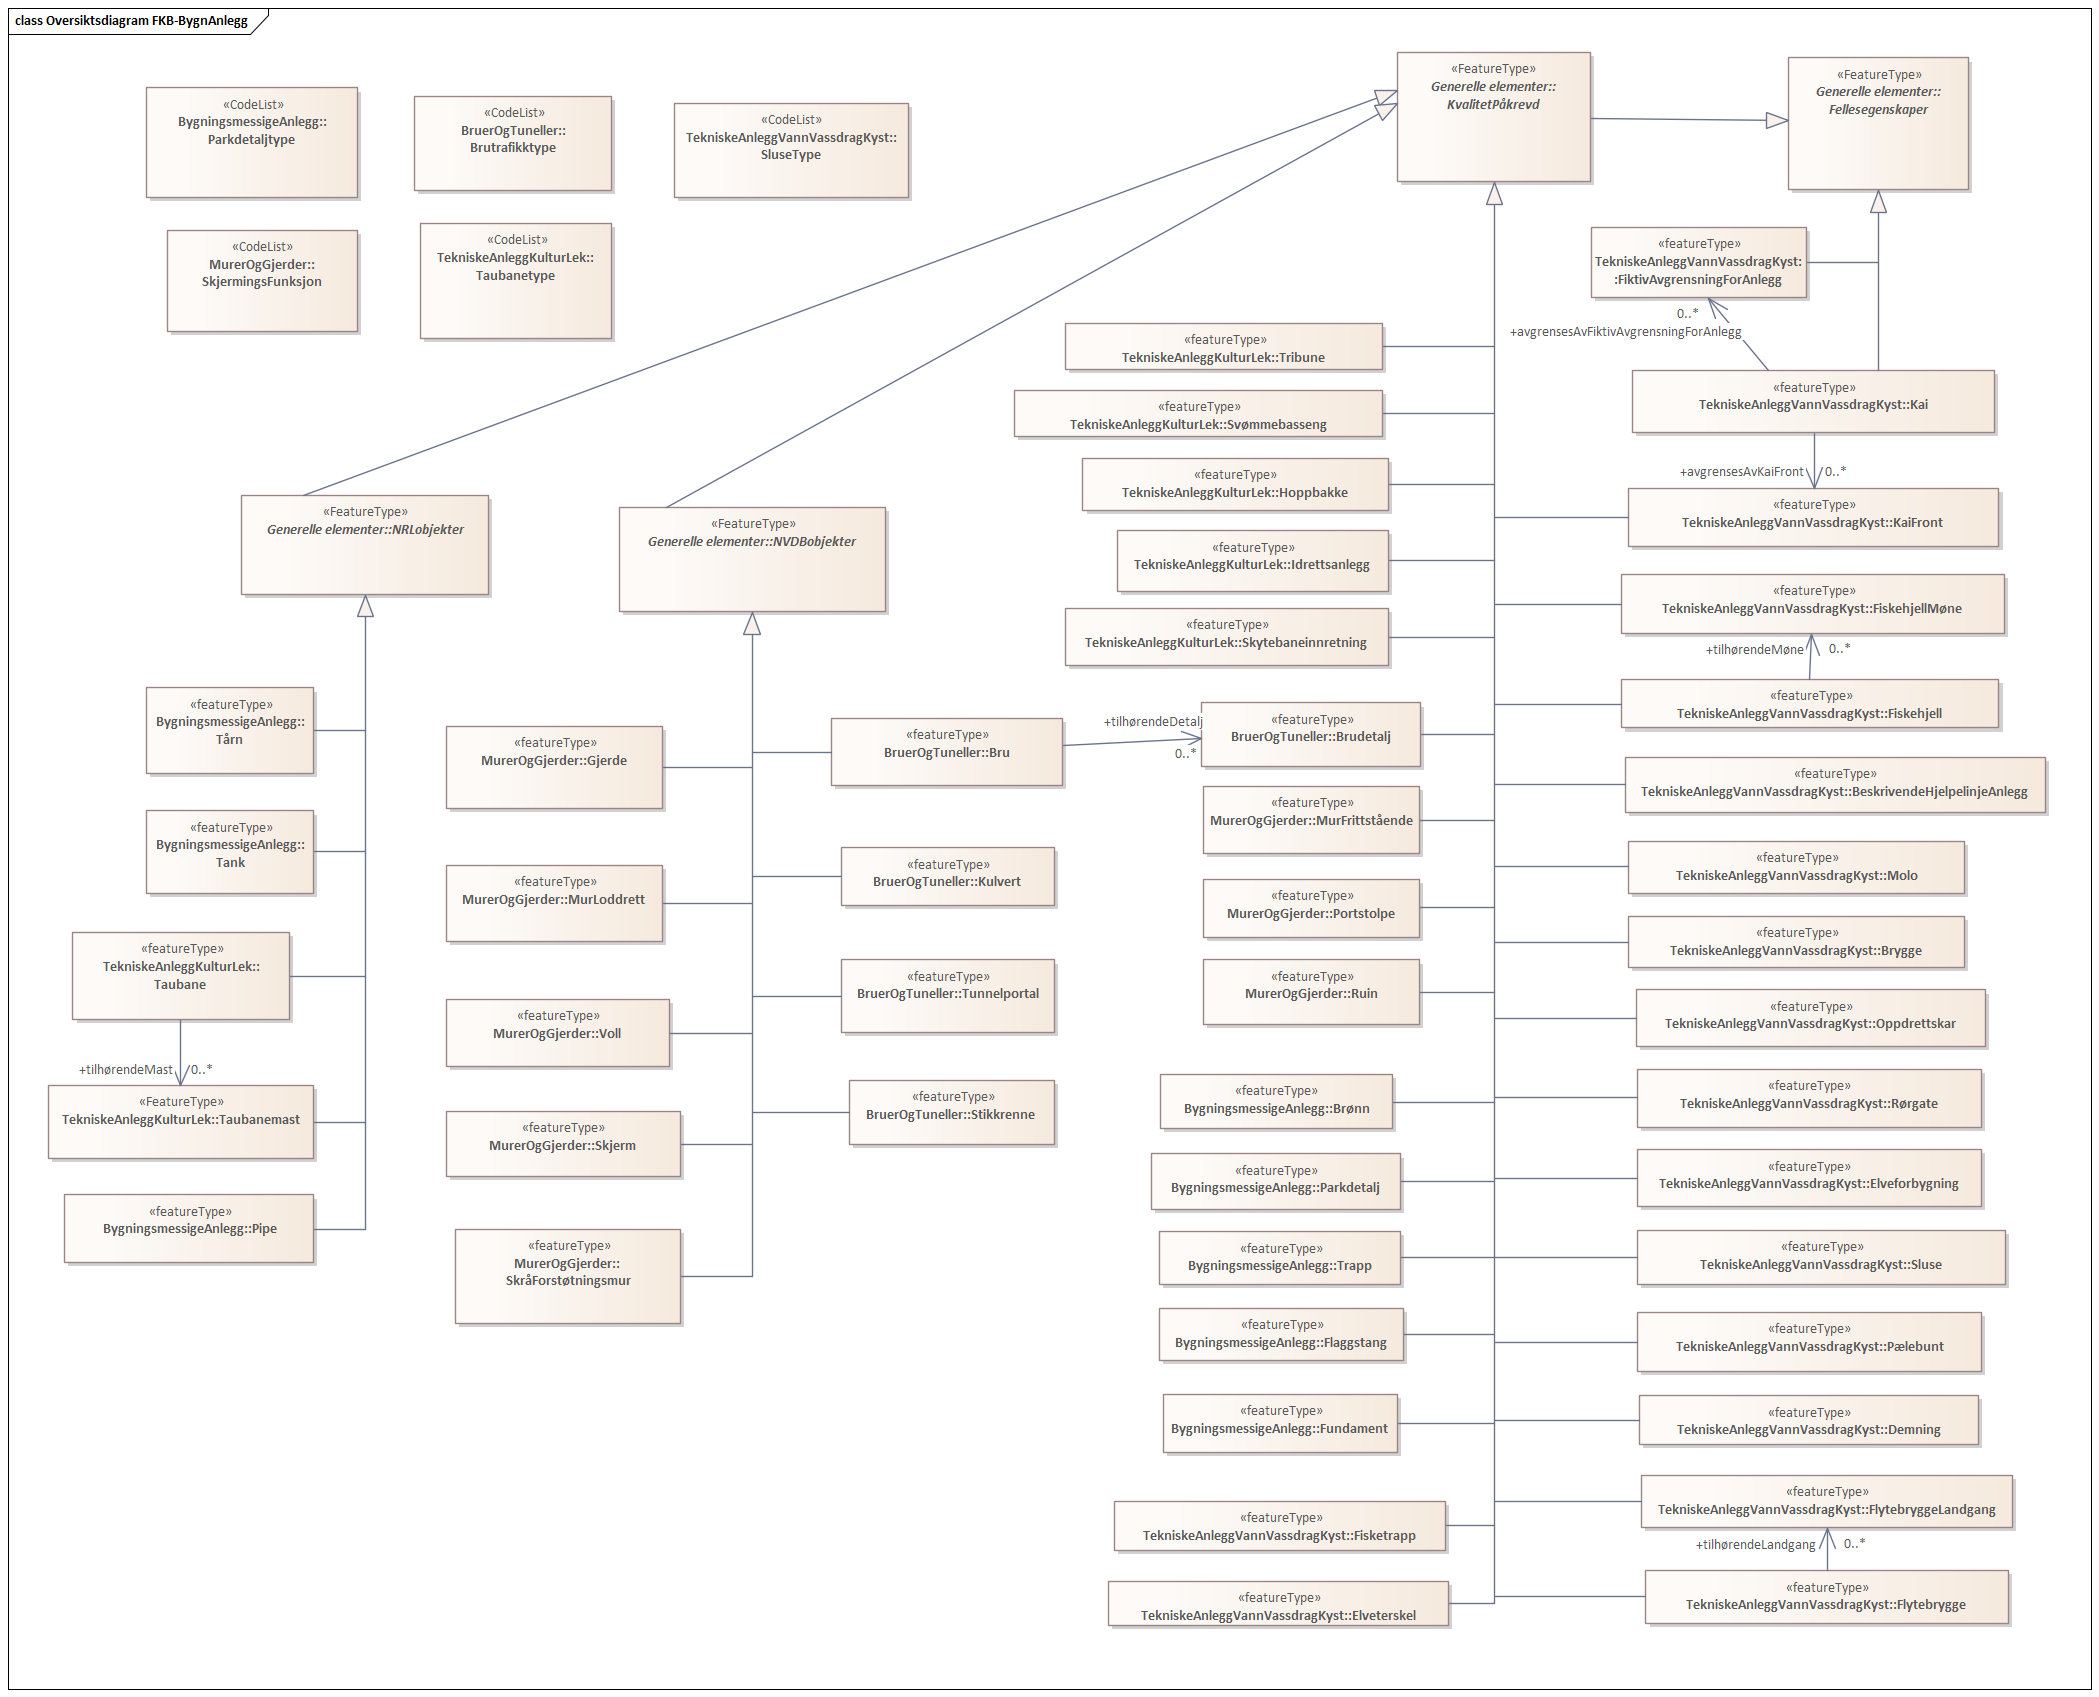 class Oversiktsdiagram FKB-BygnAnlegg
«CodeList»
BygningsmessigeAnlegg::
Parkdetaljtype
«CodeList»
BruerOgTuneller::
Brutrafikktype
«CodeList»
TekniskeAnleggVannVassdragKyst::
SluseType
«CodeList»
MurerOgGjerder::
SkjermingsFunksjon
«CodeList»
TekniskeAnleggKulturLek::
Taubanetype
«FeatureType»
Generelle elementer::
KvalitetPåkrevd
«FeatureType»
Generelle elementer::
Fellesegenskaper
«featureType»
TekniskeAnleggVannVassdragKyst:
:FiktivAvgrensningForAnlegg
0..*
+avgrensesAvFiktivAvgrensningForAnlegg
«featureType»
TekniskeAnleggVannVassdragKyst::Kai
+avgrensesAvKaiFront
0..*
«featureType»
TekniskeAnleggVannVassdragKyst::KaiFront
«featureType»
TekniskeAnleggVannVassdragKyst::FiskehjellMøne
+tilhørendeMøne
0..*
«featureType»
TekniskeAnleggVannVassdragKyst::Fiskehjell
«featureType»
TekniskeAnleggVannVassdragKyst::BeskrivendeHjelpelinjeAnlegg
«featureType»
TekniskeAnleggVannVassdragKyst::Molo
«featureType»
TekniskeAnleggVannVassdragKyst::Brygge
«featureType»
TekniskeAnleggVannVassdragKyst::Oppdrettskar
«featureType»
TekniskeAnleggVannVassdragKyst::Rørgate
«featureType»
TekniskeAnleggVannVassdragKyst::Elveforbygning
«featureType»
TekniskeAnleggVannVassdragKyst::Sluse
«featureType»
TekniskeAnleggVannVassdragKyst::Pælebunt
«featureType»
TekniskeAnleggVannVassdragKyst::Demning
«featureType»
TekniskeAnleggVannVassdragKyst::FlytebryggeLandgang
+tilhørendeLandgang
0..*
«featureType»
TekniskeAnleggVannVassdragKyst::Flytebrygge
«featureType»
TekniskeAnleggKulturLek::Tribune
«featureType»
TekniskeAnleggKulturLek::Svømmebasseng
«featureType»
TekniskeAnleggKulturLek::Hoppbakke
«featureType»
TekniskeAnleggKulturLek::Idrettsanlegg
«featureType»
TekniskeAnleggKulturLek::Skytebaneinnretning
«featureType»
BruerOgTuneller::Brudetalj
«featureType»
MurerOgGjerder::MurFrittstående
«featureType»
MurerOgGjerder::Portstolpe
«featureType»
MurerOgGjerder::Ruin
«featureType»
BygningsmessigeAnlegg::Brønn
«featureType»
BygningsmessigeAnlegg::Parkdetalj
«featureType»
BygningsmessigeAnlegg::Trapp
«featureType»
BygningsmessigeAnlegg::Flaggstang
«featureType»
BygningsmessigeAnlegg::Fundament
«featureType»
TekniskeAnleggVannVassdragKyst::Fisketrapp
«featureType»
TekniskeAnleggVannVassdragKyst::Elveterskel
«FeatureType»
Generelle elementer::NRLobjekter
«featureType»
BygningsmessigeAnlegg::
Tårn
«featureType»
BygningsmessigeAnlegg::
Tank
«featureType»
TekniskeAnleggKulturLek::
Taubane
+tilhørendeMast
0..*
«FeatureType»
TekniskeAnleggKulturLek::Taubanemast
«featureType»
BygningsmessigeAnlegg::Pipe
«FeatureType»
Generelle elementer::NVDBobjekter
«featureType»
MurerOgGjerder::Gjerde
«featureType»
MurerOgGjerder::MurLoddrett
«featureType»
MurerOgGjerder::Voll
«featureType»
MurerOgGjerder::Skjerm
«featureType»
MurerOgGjerder::
SkråForstøtningsmur
«featureType»
BruerOgTuneller::Bru
+tilhørendeDetalj
0..*
«featureType»
BruerOgTuneller::Kulvert
«featureType»
BruerOgTuneller::Tunnelportal
«featureType»
BruerOgTuneller::Stikkrenne